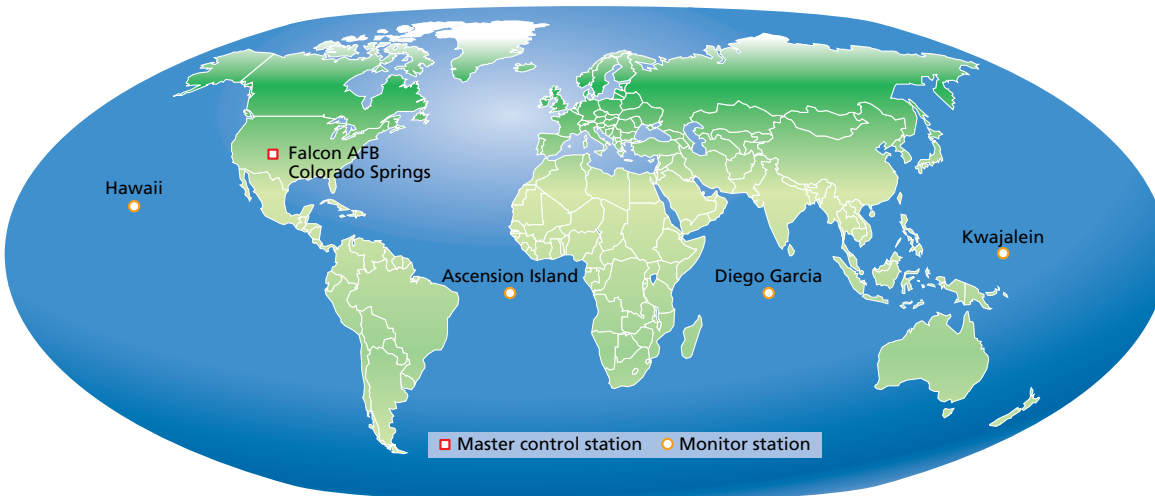 Falcon AFB
Colorado Springs
Hawaii
Kwajalein
Ascension Island
Diego Garcia
Master control station
Monitor station